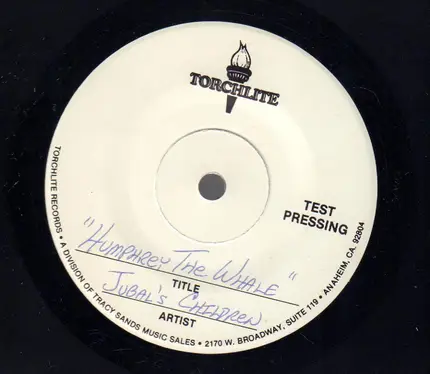 TORCHLITE
TEST
PRESSING
"HUMPHREY THE WHALE"
TITLE
JUBAL'S CHILDREN
ARTIST
TORCHLITE RECORDS • A DIVISION OF TRACY SANDS MUSIC SALES • 2170 W. BROADWAY, SUITE 119 • ANAHEIM, CA. 92804